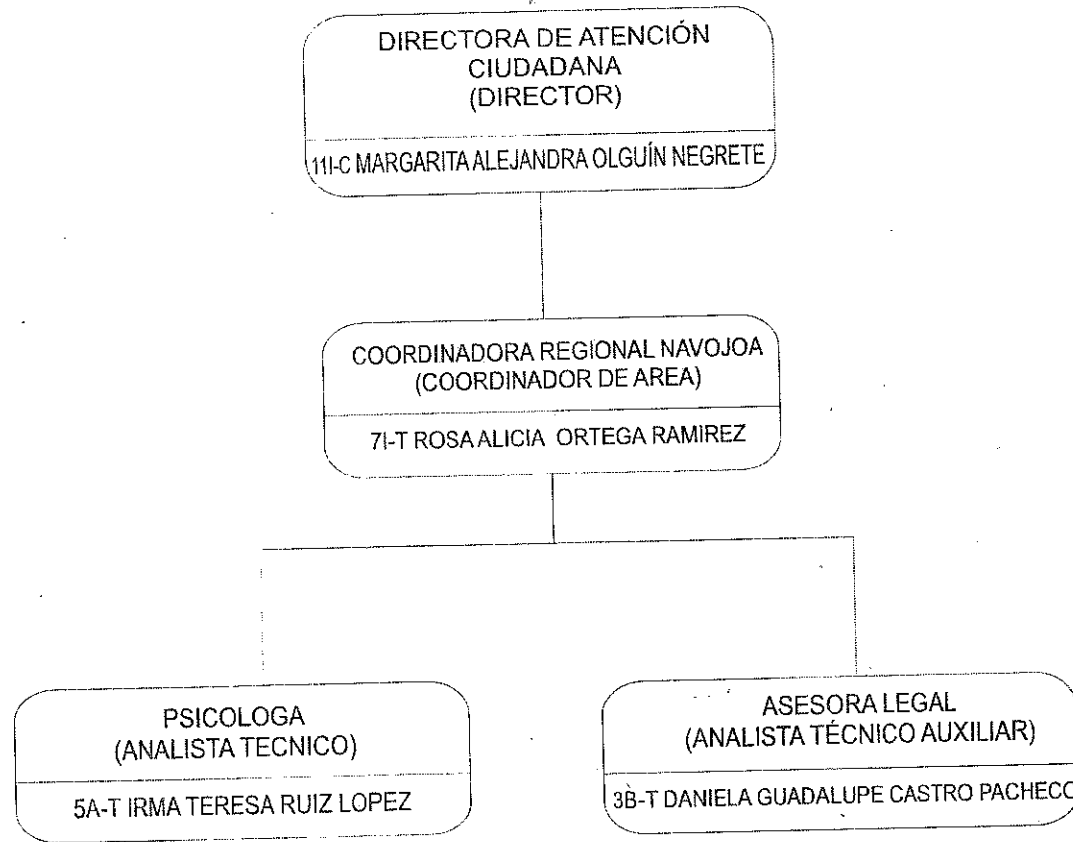 DIRECTORA DE ATENCIÓN
CIUDADANA
(DIRECTOR)
11I-C MARGARITA ALEJANDRA OLGUÍN NEGRETE
COORDINADORA REGIONAL NAVOJOA
(COORDINADOR DE AREA)
7I-T ROSA ALICIA ORTEGA RAMIREZ
PSICOLOGA
(ANALISTA TECNICO)
5A-T IRMA TERESA RUIZ LOPEZ
ASESORA LEGAL
(ANALISTA TÉCNICO AUXILIAR)
3B-T DANIELA GUADALUPE CASTRO PACHECO